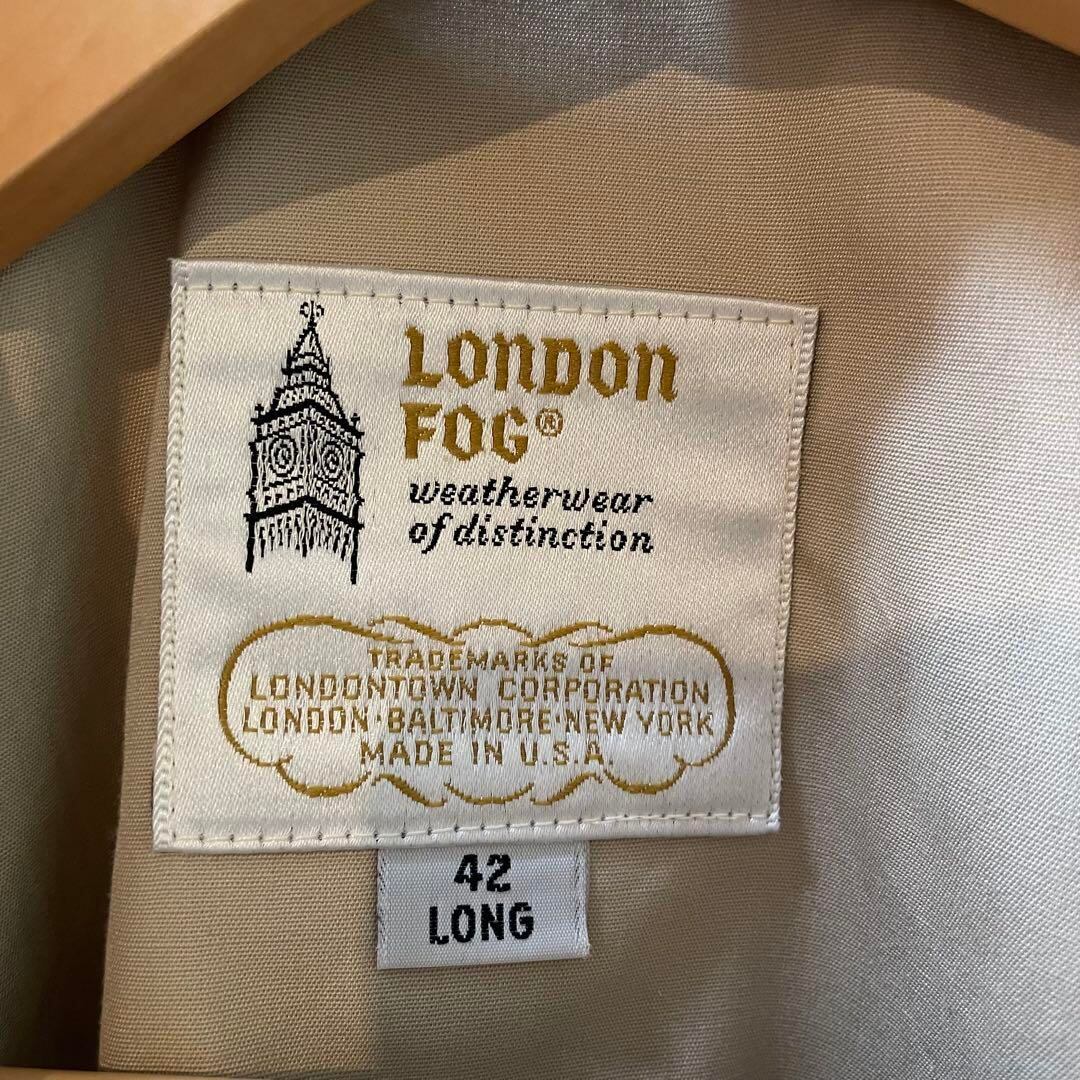 LONDON
FOG®
weatherwear
of distinction
TRADEMARKS OF
LONDONTOWN CORPORATION
LONDON·BALTIMORE·NEW YORK
MADE IN U.S.A.
42
LONG